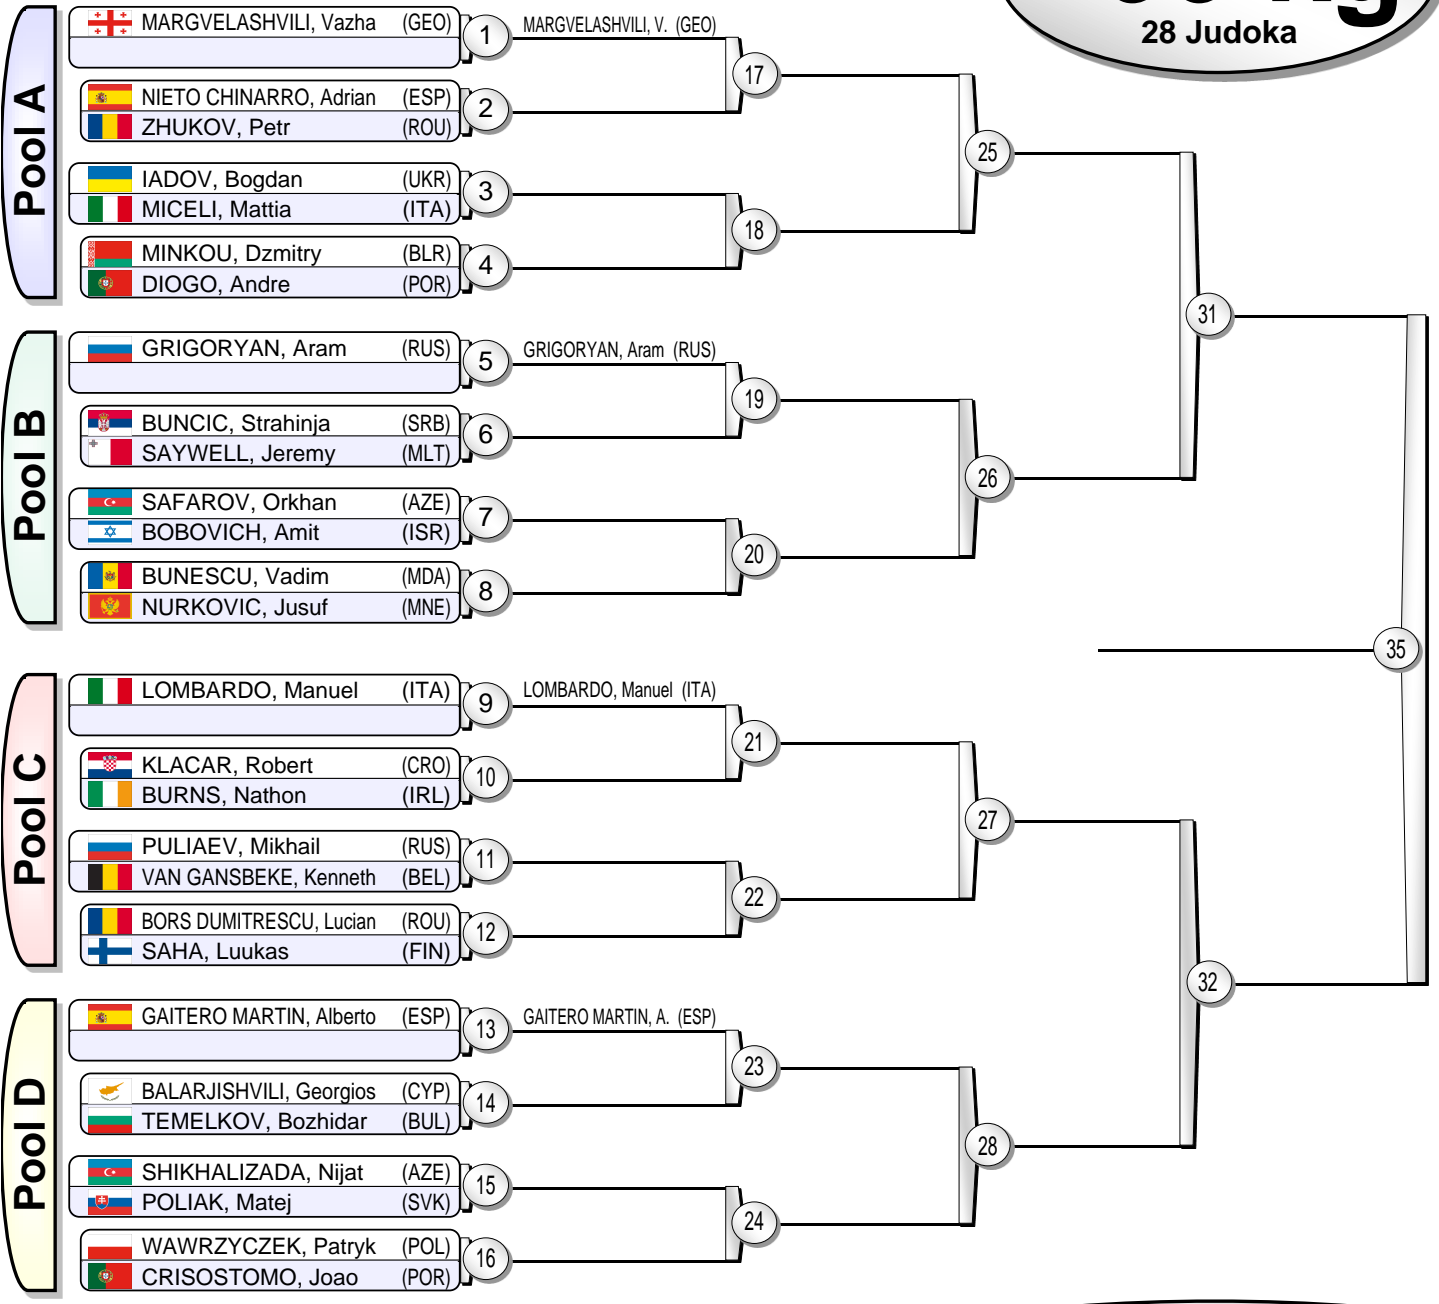 28 Judoka
Pool A
MARGVELASHVILI, Vazha (GEO) 1 MARGVELASHVILI, V. (GEO)
17
NIETO CHINARRO, Adrian (ESP) 2
ZHUKOV, Petr (ROU)
25
IADOV, Bogdan (UKR) 3
MICELI, Mattia (ITA)
18
MINKOU, Dzmitry (BLR) 4
DIOGO, Andre (POR)
31
Pool B
GRIGORYAN, Aram (RUS) 5 GRIGORYAN, Aram (RUS)
19
BUNCIC, Strahinja (SRB) 6
SAYWELL, Jeremy (MLT)
26
SAFAROV, Orkhan (AZE) 7
BOBOVICH, Amit (ISR)
20
BUNESCU, Vadim (MDA) 8
NURKOVIC, Jusuf (MNE)
35
Pool C
LOMBARDO, Manuel (ITA) 9 LOMBARDO, Manuel (ITA)
21
KLACAR, Robert (CRO) 10
BURNS, Nathon (IRL)
27
PULIAEV, Mikhail (RUS) 11
VAN GANSBEKE, Kenneth (BEL)
22
BORS DUMITRESCU, Lucian (ROU) 12
SAHA, Luukas (FIN)
32
Pool D
GAITERO MARTIN, Alberto (ESP) 13 GAITERO MARTIN, A. (ESP)
23
BALARJISHVILI, Georgios (CYP) 14
TEMELKOV, Bozhidar (BUL)
28
SHIKHALIZADA, Nijat (AZE) 15
POLIAK, Matej (SVK)
24
WAWRZYCZEK, Patryk (POL) 16
CRISOSTOMO, Joao (POR)